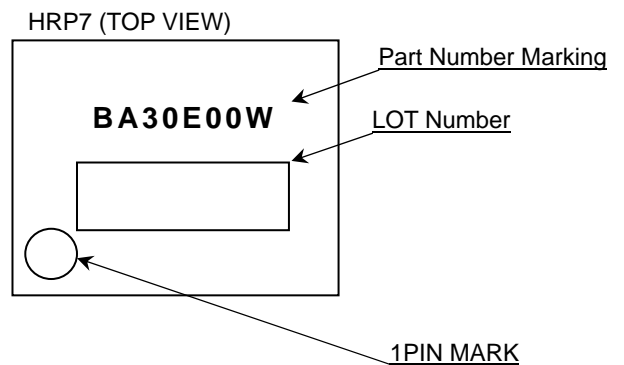 HRP7 (TOP VIEW)
Part Number Marking
BA30E00W
LOT Number
1PIN MARK